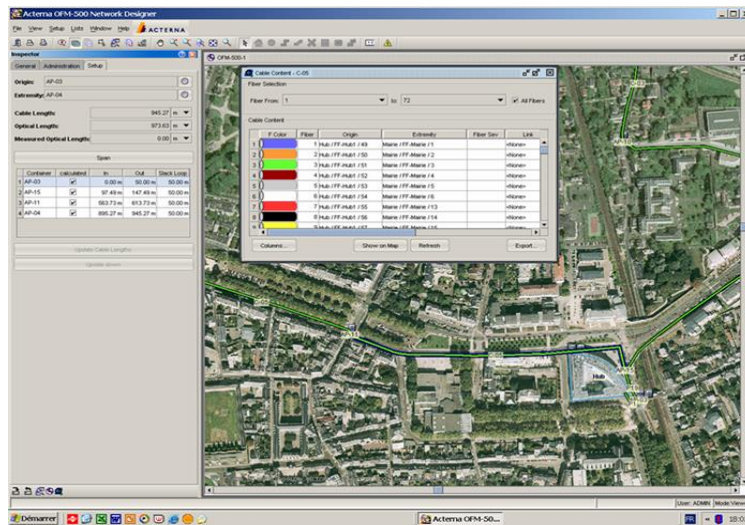 Acterna OFM-500 Network Designer
File View Setup Lists Window Help ACTERNA
Inspector
General Administration Setup
Origin: AP-03
Extremity: AP-04
Cable Length: 945.27 m
Optical Length: 973.63 m
Measured Optical Length: 0.00 m
Span
Container calculated In Out Slack Loop
1 AP-03 0.00 m 50.00 m 50.00 m
2 AP-15 97.49 m 147.49 m 50.00 m
3 AP-11 563.73 m 613.73 m 50.00 m
4 AP-04 895.27 m 945.27 m 50.00 m
Update Cable Lengths
Update down
OFM-500-1
Cable Content - C-05
Fiber Selection
Fiber From: 1 to: 72 All Fibers
Cable Content
F Color Fiber Origin Extremity Fiber Sev Link
1 1 Hub / FF-Hub1 / 49 Mairie / FF-Mairie / 1 <None>
2 2 Hub / FF-Hub1 / 50 Mairie / FF-Mairie / 2 <None>
3 3 Hub / FF-Hub1 / 51 Mairie / FF-Mairie / 3 <None>
4 4 Hub / FF-Hub1 / 52 Mairie / FF-Mairie / 4 <None>
5 5 Hub / FF-Hub1 / 53 Mairie / FF-Mairie / 5 <None>
6 6 Hub / FF-Hub1 / 54 Mairie / FF-Mairie / 6 <None>
7 7 Hub / FF-Hub1 / 55 Mairie / FF-Mairie / 13 <None>
8 8 Hub / FF-Hub1 / 56 Mairie / FF-Mairie / 14 <None>
Columns... Show on Map Refresh Export...
Hub
User: ADMIN Mode:View
Démarrer Acterna OFM-50... FR